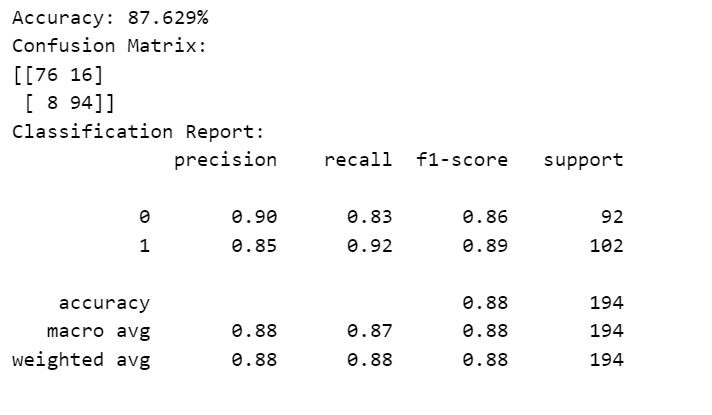 Accuracy: 87.629%
Confusion Matrix:
[[76 16]
 [ 8 94]]
Classification Report:
              precision    recall  f1-score   support

           0       0.90      0.83      0.86        92
           1       0.85      0.92      0.89       102

    accuracy                           0.88       194
   macro avg       0.88      0.87      0.88       194
weighted avg       0.88      0.88      0.88       194